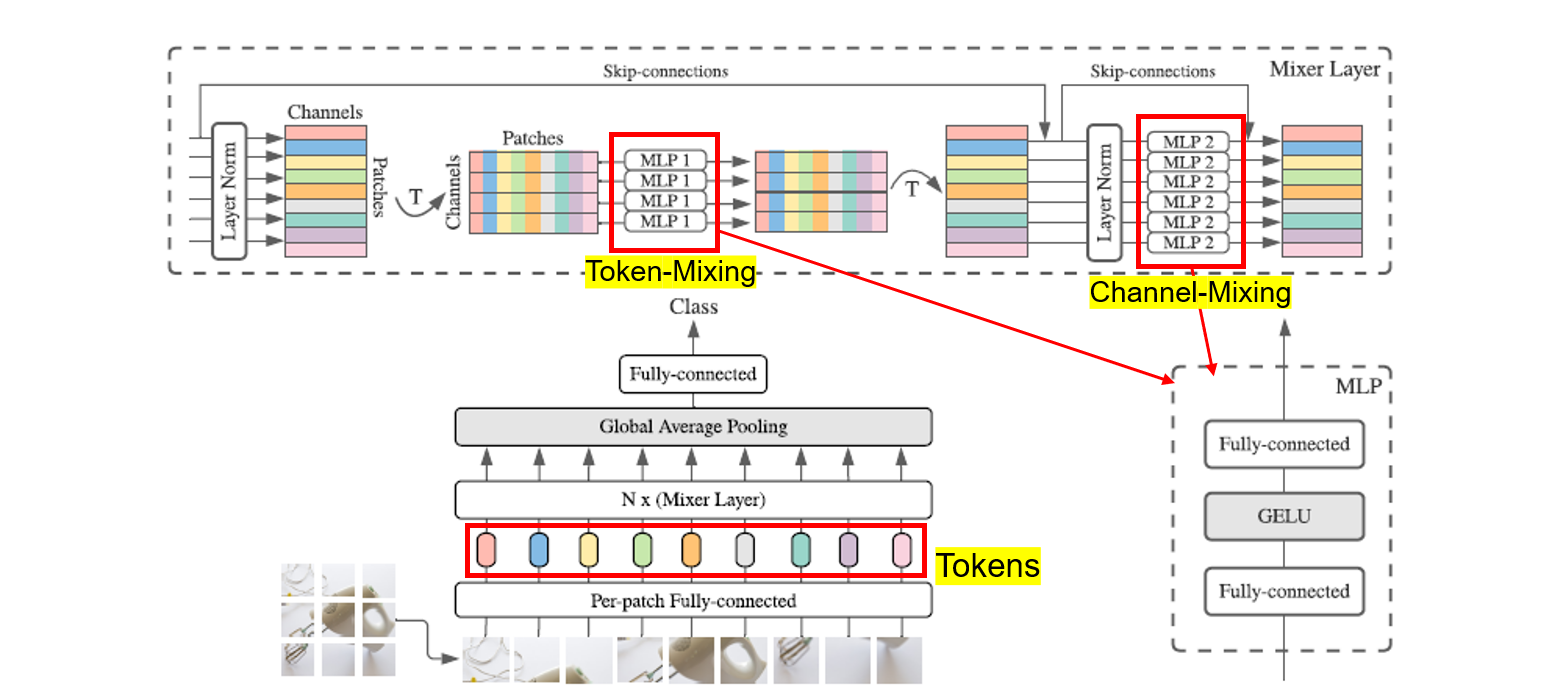 Skip-connections
Skip-connections
Mixer Layer
Channels
Patches
Layer Norm
Patches
T
Channels
MLP 1
MLP 1
MLP 1
MLP 1
T
Layer Norm
MLP 2
MLP 2
MLP 2
MLP 2
MLP 2
MLP 2
Token-Mixing
Channel-Mixing
Class
Fully-connected
Global Average Pooling
N x (Mixer Layer)
Tokens
Per-patch Fully-connected
MLP
Fully-connected
GELU
Fully-connected